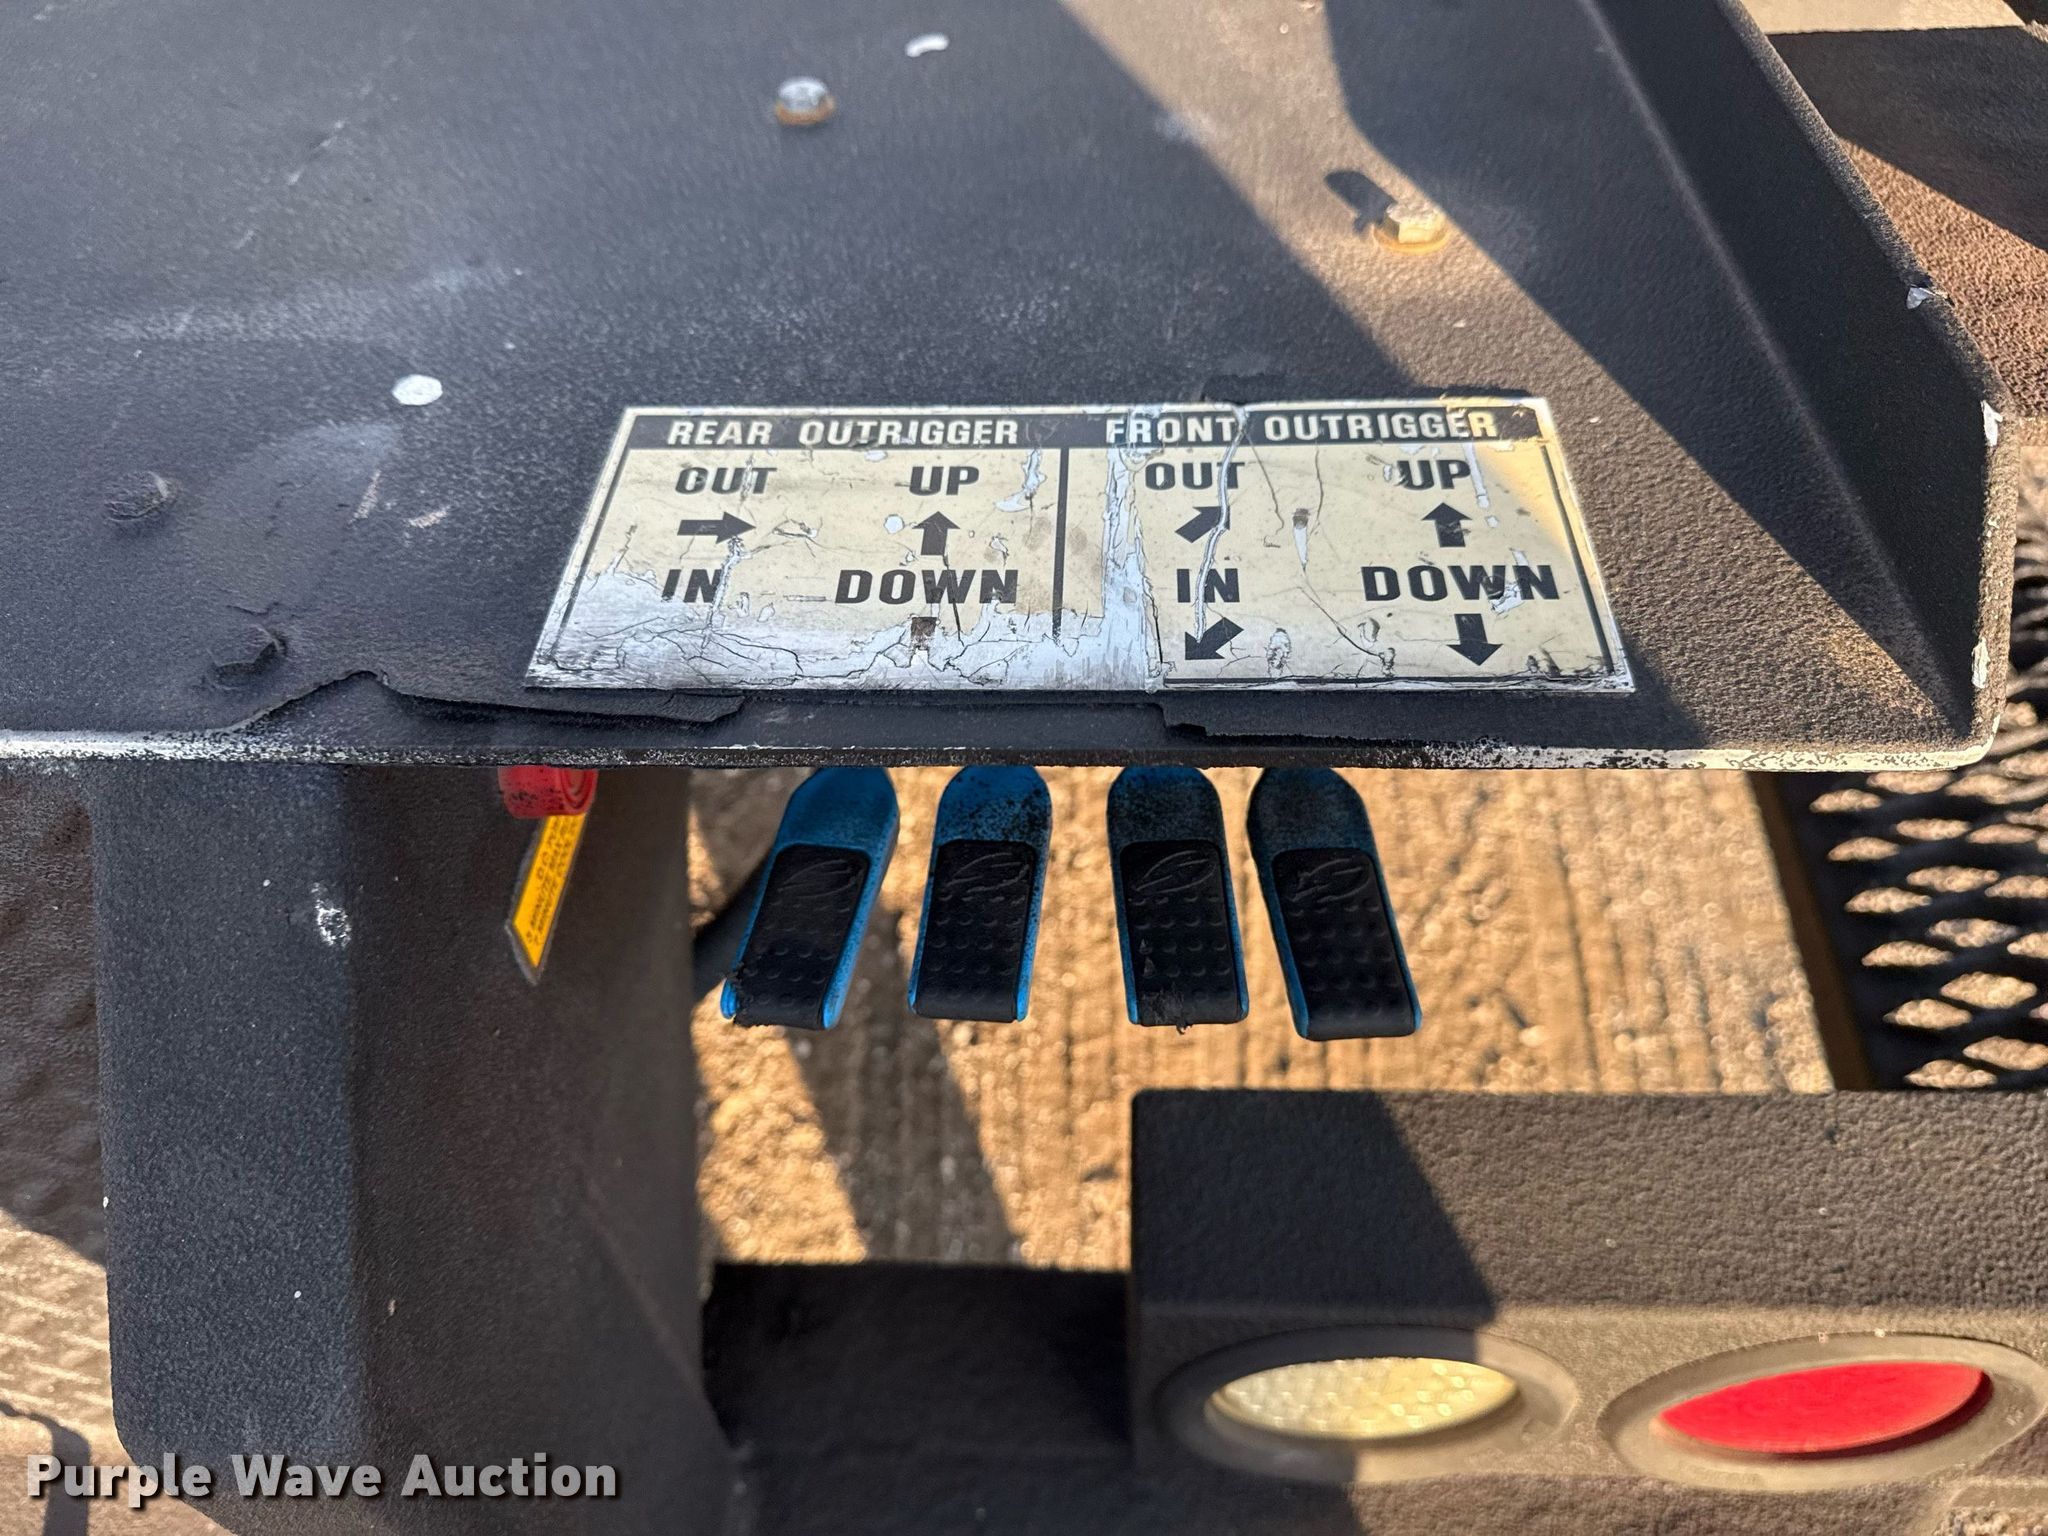 REAR OUTRIGGER FRONT OUTRIGGER
OUT UP OUT UP
IN DOWN IN DOWN
Purple Wave Auction